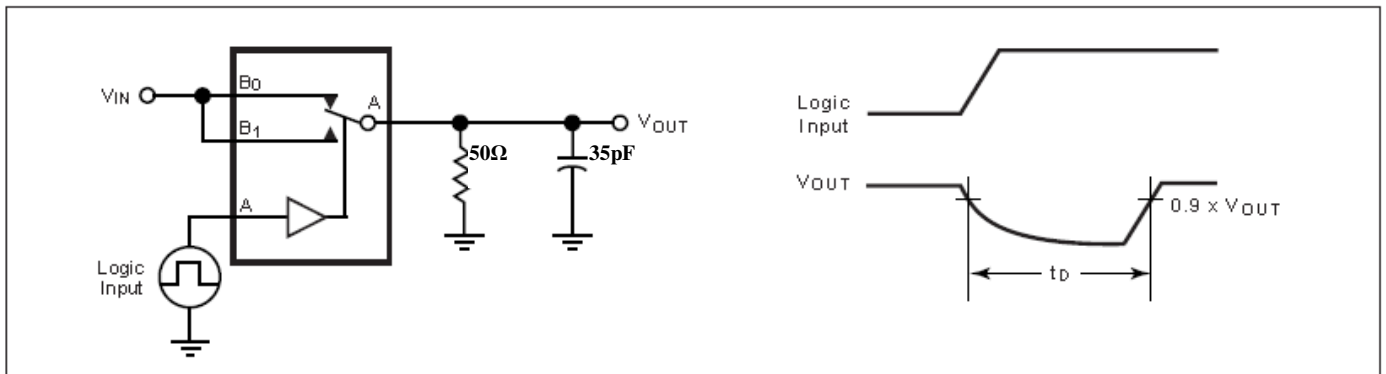 VIN
B0
A
B1
VOUT
50Ω
35pF
A
Logic
Input
Logic
Input
VOUT
0.9 x VOUT
tD